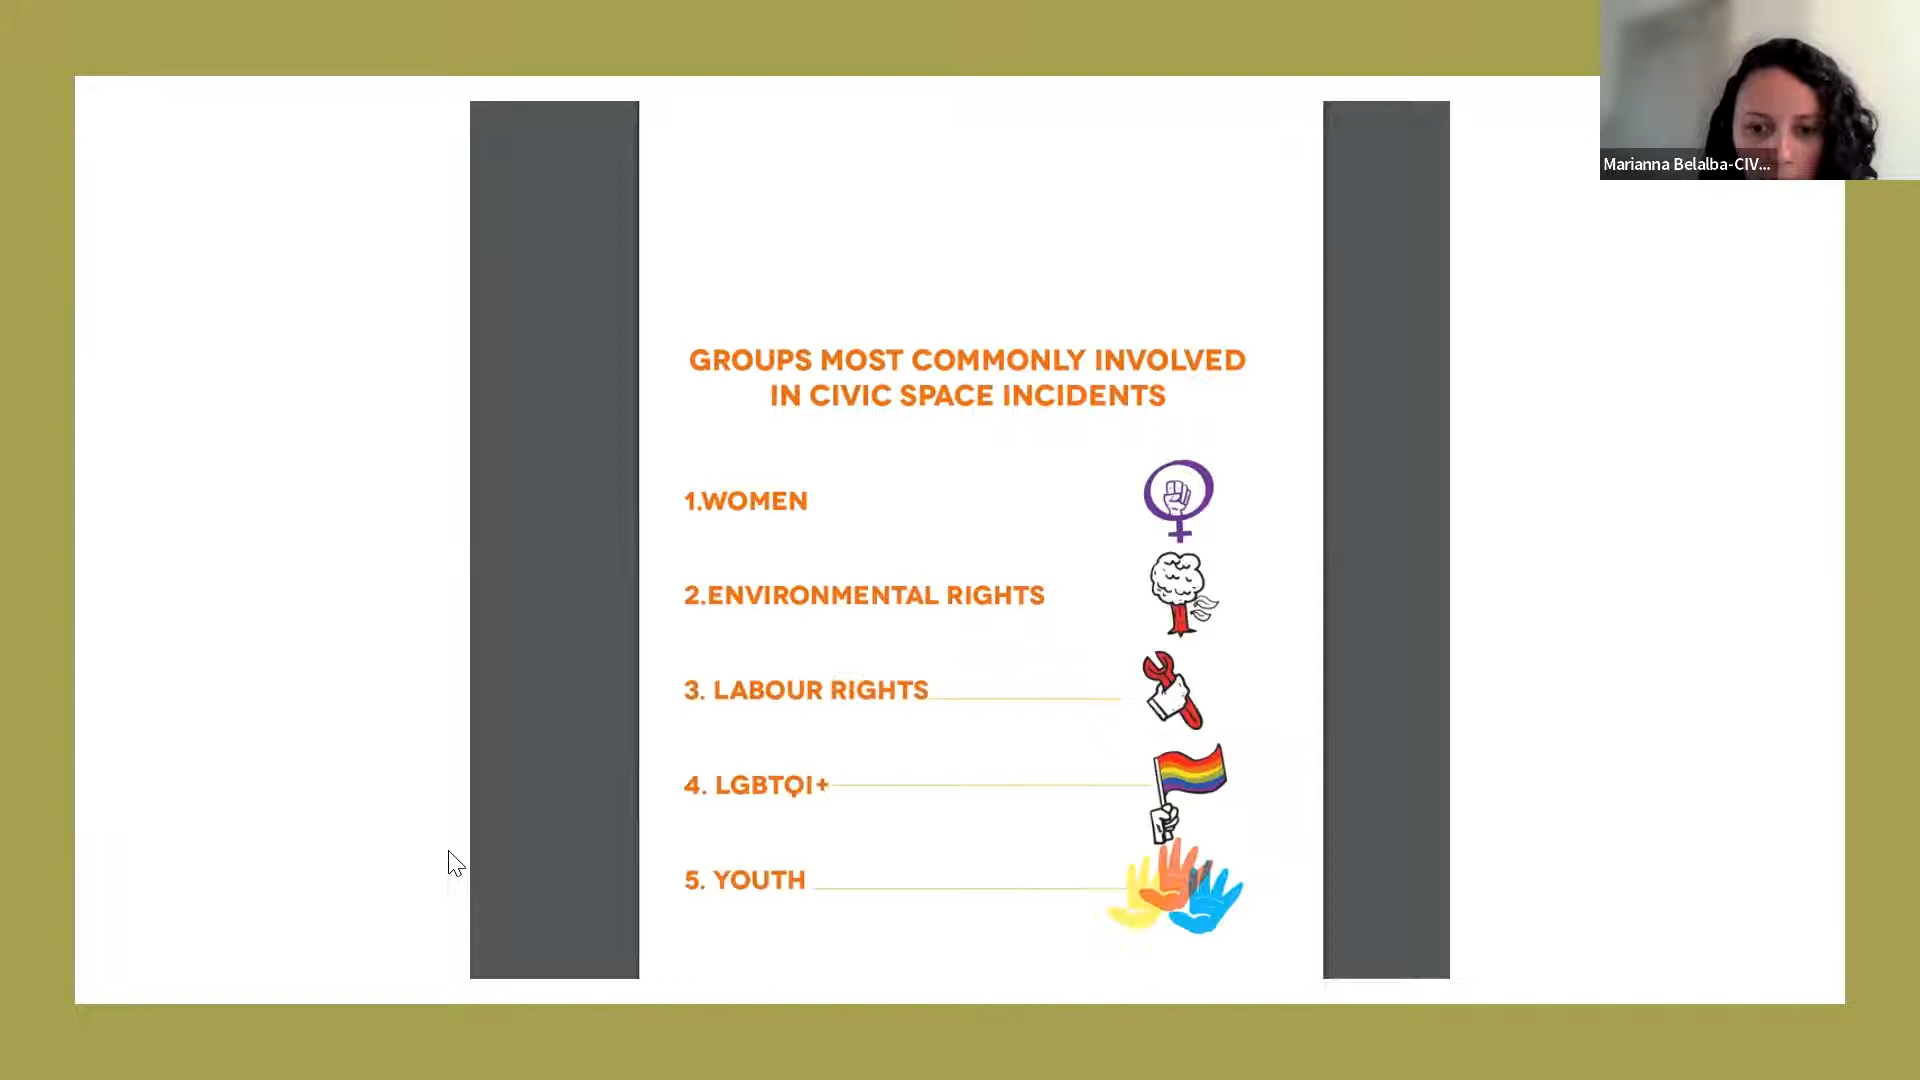 Marianna Belalba-CIV...
GROUPS MOST COMMONLY INVOLVED
IN CIVIC SPACE INCIDENTS
1.WOMEN
2.ENVIRONMENTAL RIGHTS
3. LABOUR RIGHTS
4. LGBTQI+
5. YOUTH